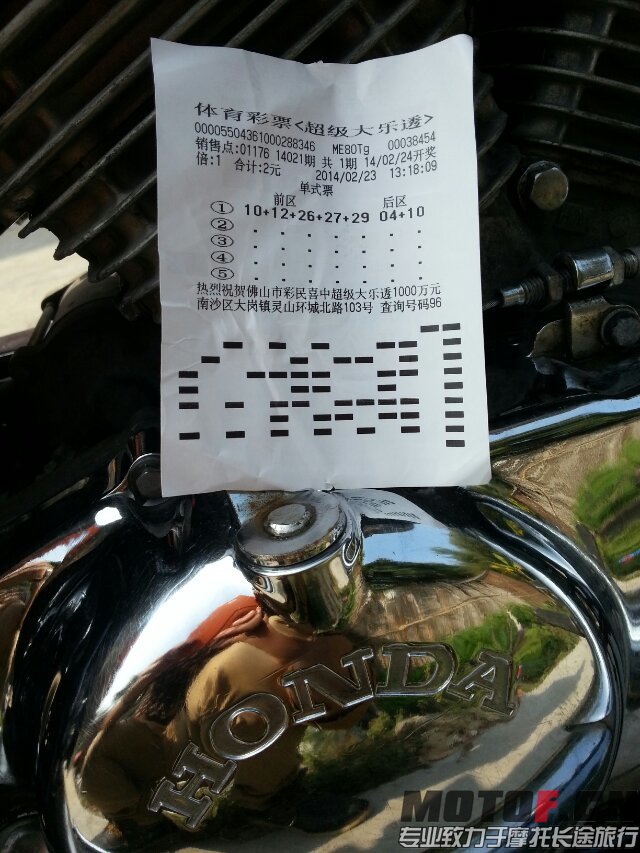 体育彩票<超级大乐透>
00005504361000288346 ME80Tg 00038454
销售点:01176 14021期 共 1期 14/02/24开奖
倍:1 合计:2元 2014/02/23 13:18:09
单式票
前区 后区
① 10+12+26+27+29 04+10
②
③
④
⑤
热烈祝贺佛山市彩民喜中超级大乐透1000万元
南沙区大岗镇灵山环城北路103号 查询号码96
HONDA
MOTOF.CN
专业致力于摩托长途旅行